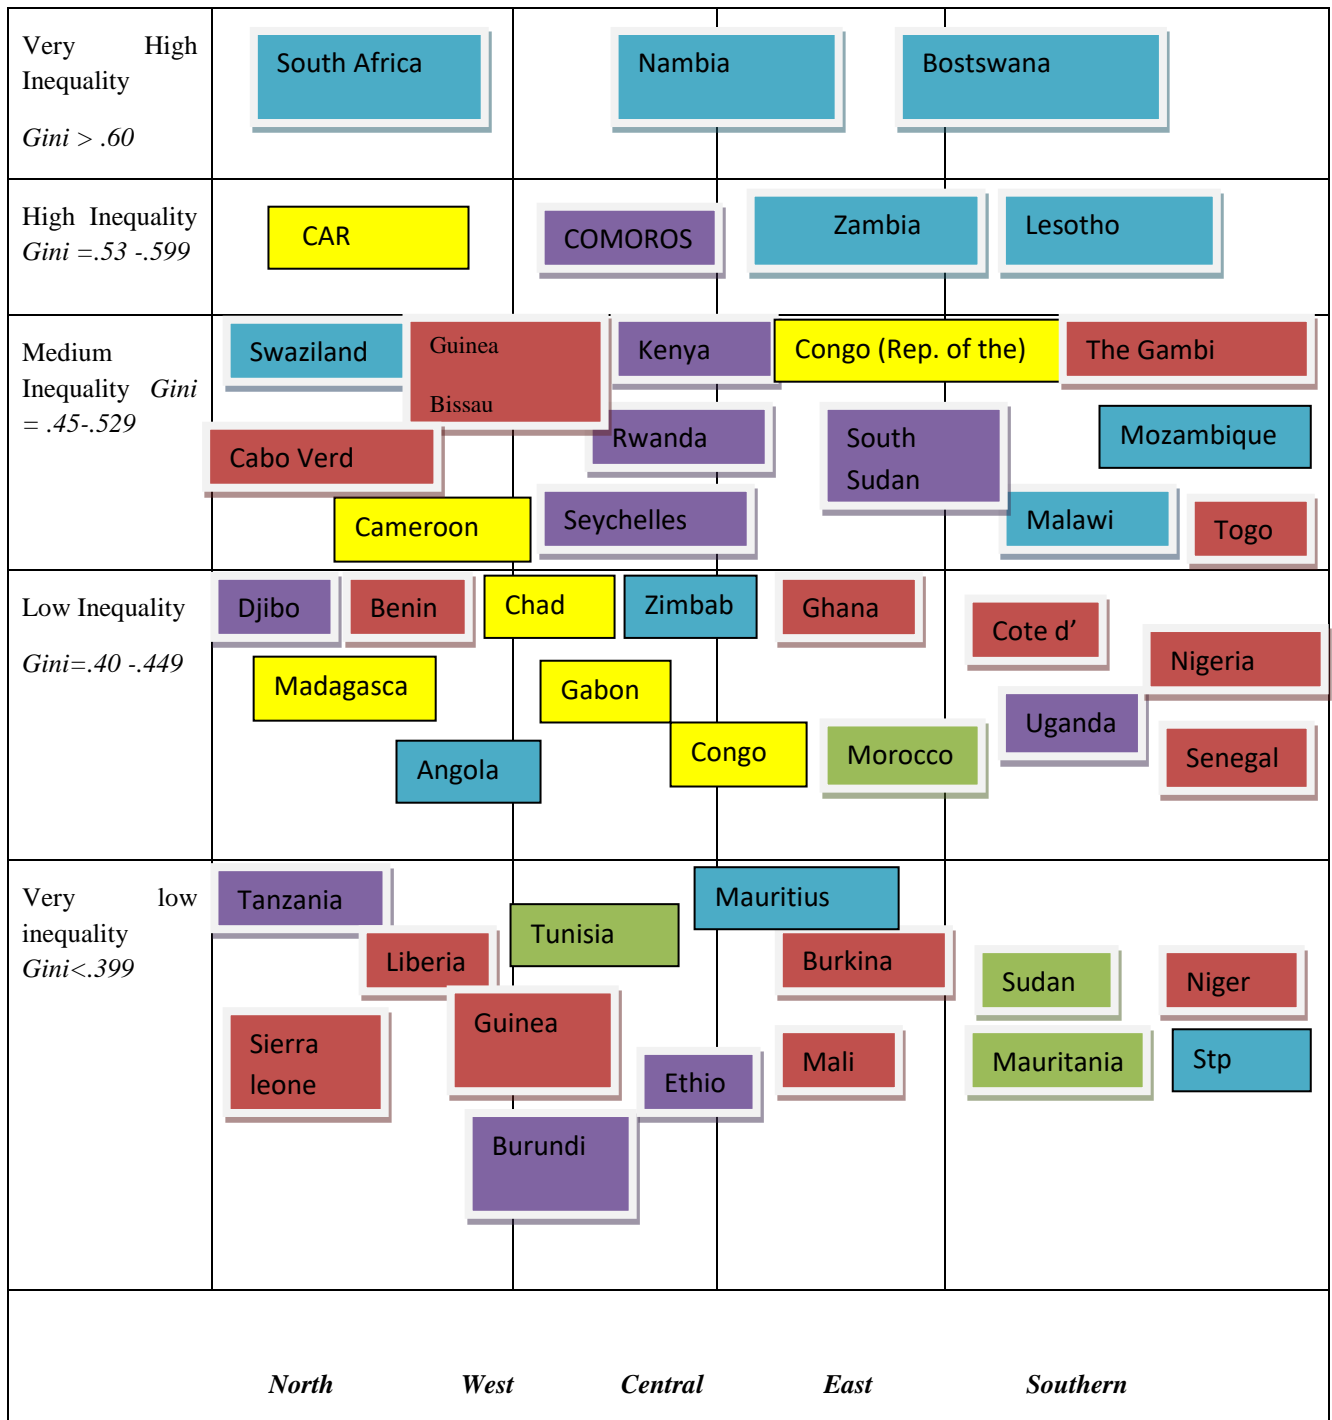 Very High
Inequality
Gini > .60
South Africa
Nambia
Bostswana
High Inequality
Gini =.53 -.599
CAR
COMOROS
Zambia
Lesotho
Medium
Inequality Gini
= .45-.529
Swaziland
Guinea
Bissau
Kenya
Congo (Rep. of the)
The Gambi
Cabo Verd
Rwanda
South
Sudan
Mozambique
Cameroon
Seychelles
Malawi
Togo
Low Inequality
Gini=.40 -.449
Djibo
Benin
Chad
Zimbab
Ghana
Cote d'
Nigeria
Madagasca
Gabon
Uganda
Angola
Congo
Morocco
Senegal
Very low
inequality
Gini<.399
Tanzania
Liberia
Tunisia
Mauritius
Burkina
Sudan
Niger
Sierra
leone
Guinea
Ethio
Mali
Mauritania
Stp
Burundi
North West Central East Southern